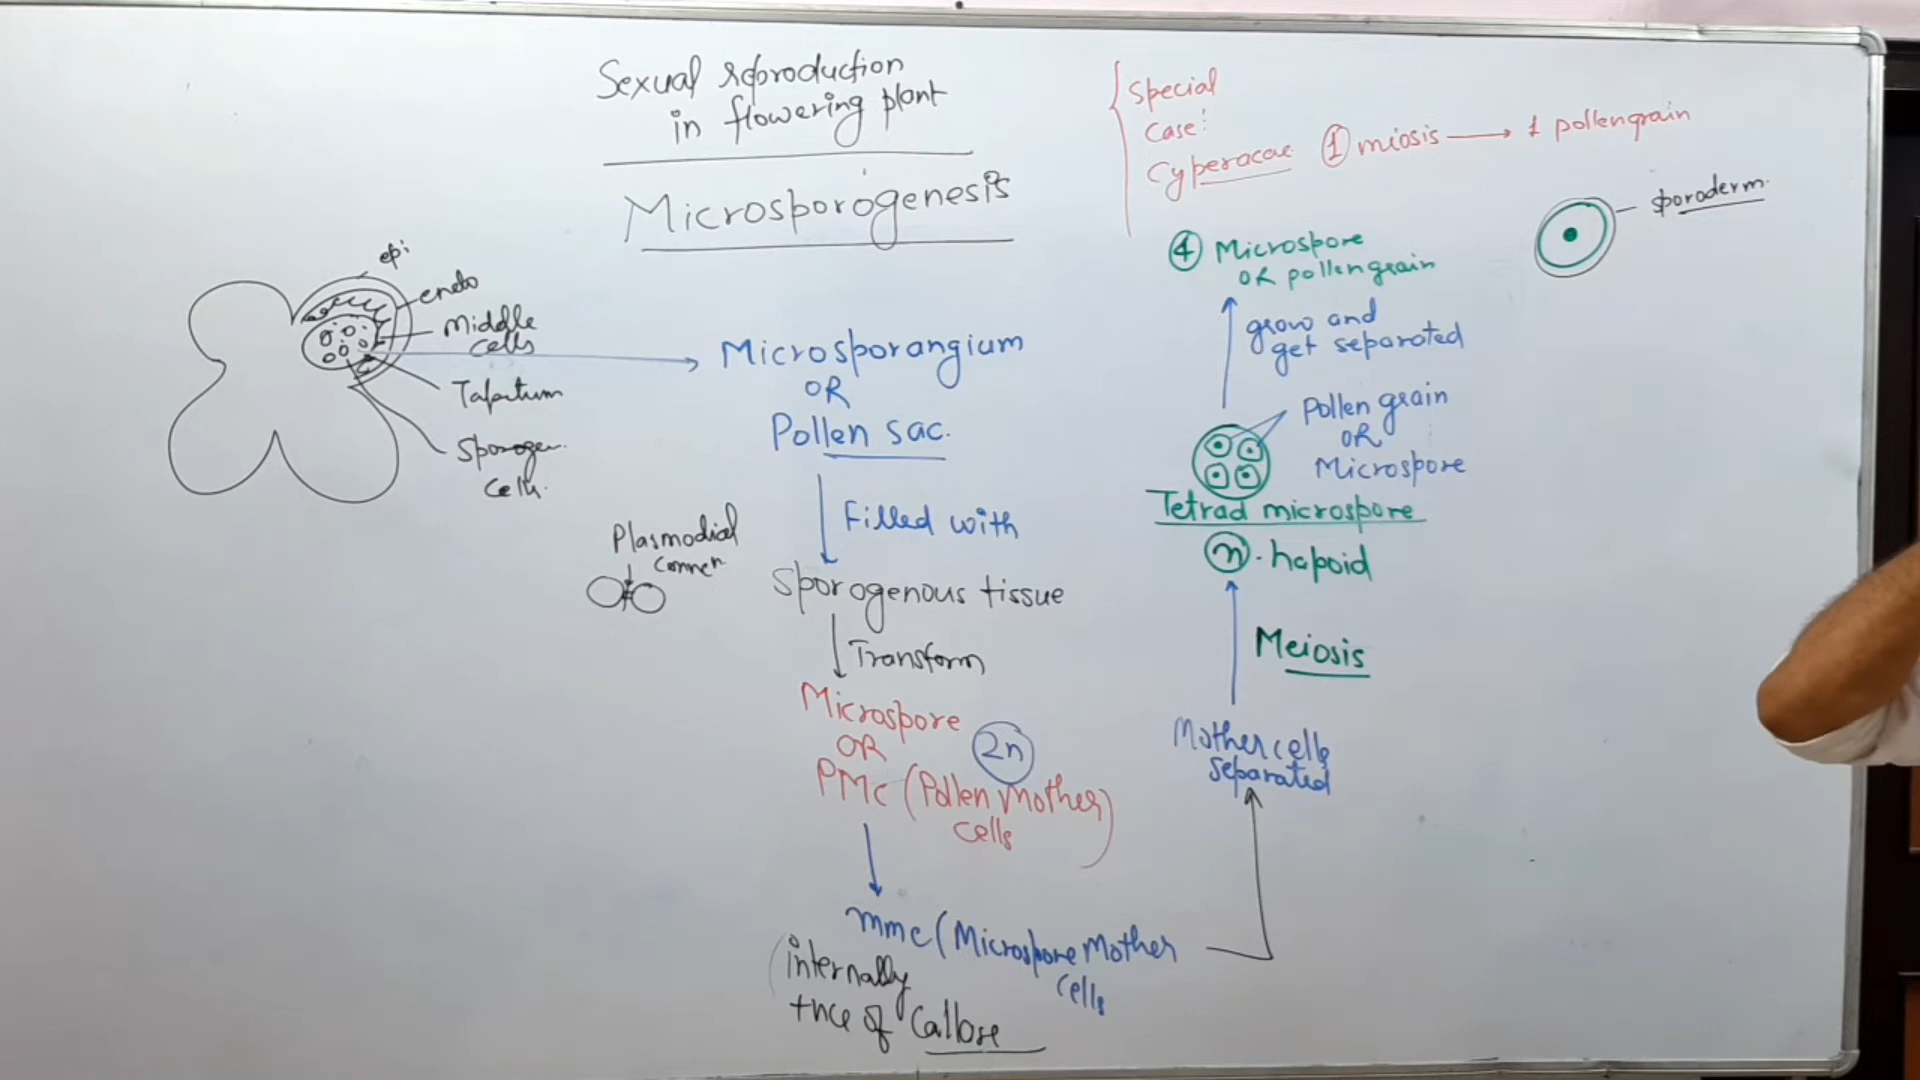 Sexual reproduction
in flowering plant
Microsporogenesis
epi
endo
Middle
cells
Tapetum
Sporogen.
Cells.
Microsporangium
OR
Pollen sac.
Filled with
Plasmodial
Sporogenous tissue
Transform
Microspore
OR
2n
PMC (Pollen Mother)
cells
mmc (Microspore Mother
cells
internally
of Callose
Mother cells
separated
Meiosis
n . haploid
Tetrad microspore
Pollen grain
OR
Microspore
grow and
get separated
4 Microspore
OR pollengrain
Special
Case:
Cyperacae 1 miosis → 1 pollengrain
Sporoderm.